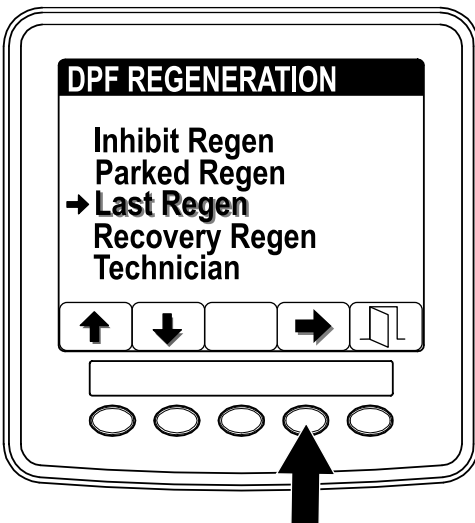 DPF REGENERATION
Inhibit Regen
Parked Regen
Last Regen
Recovery Regen
Technician